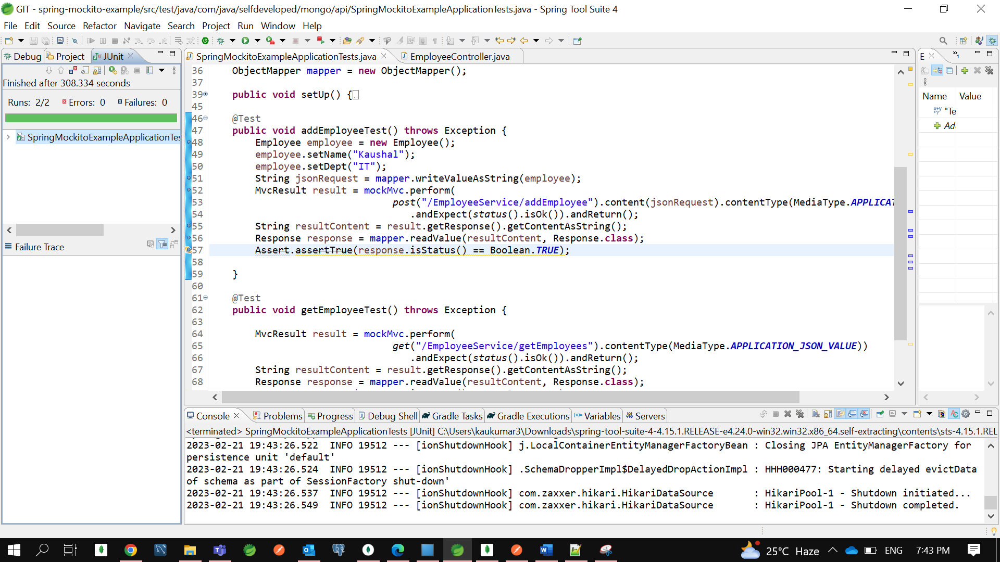 GIT - spring-mockito-example/src/test/java/com/java/selfdeveloped/mongo/api/SpringMockitoExampleApplicationTests.java - Spring Tool Suite 4
File Edit Source Refactor Navigate Search Project Run Window Help
Debug Project JUnit
Finished after 308.334 seconds
Runs: 2/2 Errors: 0 Failures: 0
SpringMockitoExampleApplicationTes
Failure Trace
SpringMockitoExampleApplicationTests.java EmployeeController.java
36 ObjectMapper mapper = new ObjectMapper();
37
39 public void setUp() {
45
46 @Test
47 public void addEmployeeTest() throws Exception {
48 Employee employee = new Employee();
49 employee.setName("Kaushal");
50 employee.setDept("IT");
51 String jsonRequest = mapper.writeValueAsString(employee);
52 MvcResult result = mockMvc.perform(
53 post("/EmployeeService/addEmployee").content(jsonRequest).contentType(MediaType.APPLICAT
54 .andExpect(status().isOk()).andReturn();
55 String resultContent = result.getResponse().getContentAsString();
56 Response response = mapper.readValue(resultContent, Response.class);
57 Assert.assertTrue(response.isStatus() == Boolean.TRUE);
58
59 }
60
61 @Test
62 public void getEmployeeTest() throws Exception {
63
64 MvcResult result = mockMvc.perform(
65 get("/EmployeeService/getEmployees").contentType(MediaType.APPLICATION_JSON_VALUE))
66 .andExpect(status().isOk()).andReturn();
67 String resultContent = result.getResponse().getContentAsString();
68 Response response = mapper.readValue(resultContent, Response.class);
E
Name Value
"Te
Ad
Console Problems Progress Debug Shell Gradle Tasks Gradle Executions Variables Servers
<terminated> SpringMockitoExampleApplicationTests [JUnit] C:\Users\kaukumar3\Downloads\spring-tool-suite-4-4.15.1.RELEASE-e4.24.0-win32.win32.x86_64.self-extracting\contents\sts-4.15.1.REL
2023-02-21 19:43:26.522 INFO 19512 --- [ionShutdownHook] j.LocalContainerEntityManagerFactoryBean : Closing JPA EntityManagerFactory for
persistence unit 'default'
2023-02-21 19:43:26.524 INFO 19512 --- [ionShutdownHook] .SchemaDropperImpl$DelayedDropActionImpl : HHH000477: Starting delayed evictData
of schema as part of SessionFactory shut-down'
2023-02-21 19:43:26.537 INFO 19512 --- [ionShutdownHook] com.zaxxer.hikari.HikariDataSource : HikariPool-1 - Shutdown initiated...
2023-02-21 19:43:26.549 INFO 19512 --- [ionShutdownHook] com.zaxxer.hikari.HikariDataSource : HikariPool-1 - Shutdown completed.
25°C Haze ENG 7:43 PM